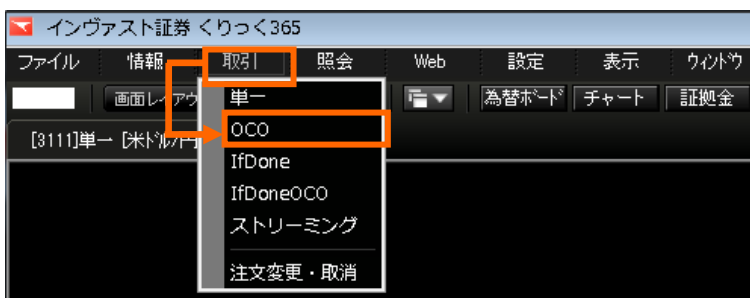 インヴァスト証券 くりっく365
ファイル 情報 取引 照会 Web 設定 表示 ウィンドウ
画面レイアウ 為替ボード チャート 証拠金
[3111]単一 [米ドル/円]
単一
OCO
IfDone
IfDoneOCO
ストリーミング
注文変更・取消